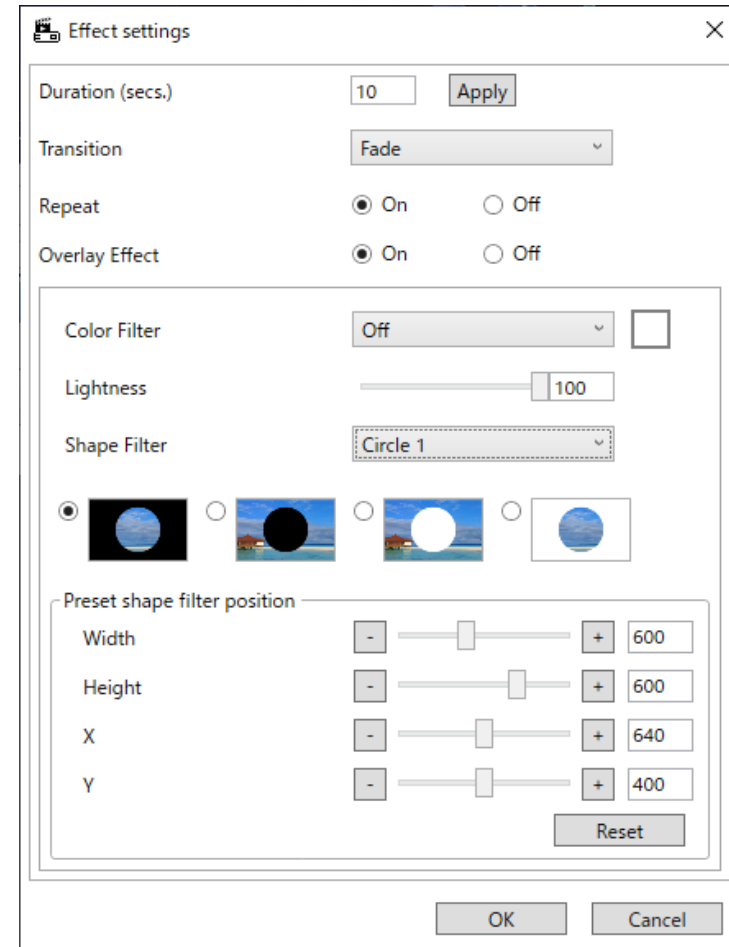 Effect settings
Duration (secs.) 10 Apply
Transition Fade
Repeat On Off
Overlay Effect On Off
Color Filter Off
Lightness 100
Shape Filter Circle 1
Preset shape filter position
Width - + 600
Height - + 600
X - + 640
Y - + 400
Reset
OK Cancel